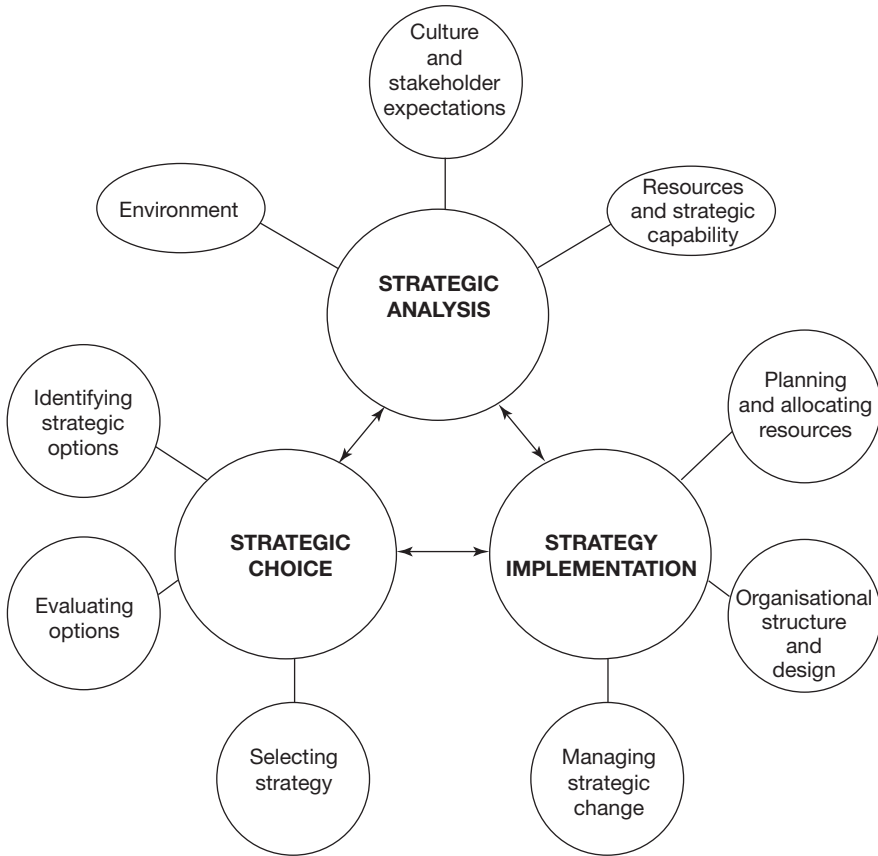 Culture
and
stakeholder
expectations
Environment
Resources
and strategic
capability
STRATEGIC
ANALYSIS
Identifying
strategic
options
Planning
and allocating
resources
STRATEGIC
CHOICE
STRATEGY
IMPLEMENTATION
Evaluating
options
Organisational
structure
and
design
Selecting
strategy
Managing
strategic
change